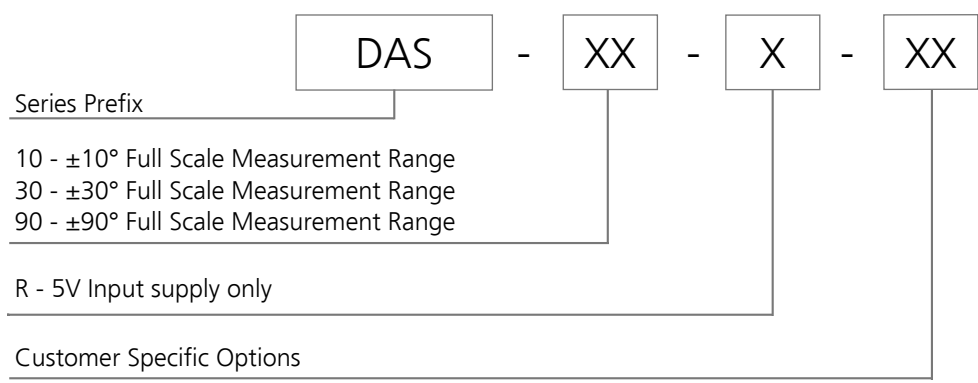 DAS - XX - X - XX
Series Prefix
10 - ±10° Full Scale Measurement Range
30 - ±30° Full Scale Measurement Range
90 - ±90° Full Scale Measurement Range
R - 5V Input supply only
Customer Specific Options